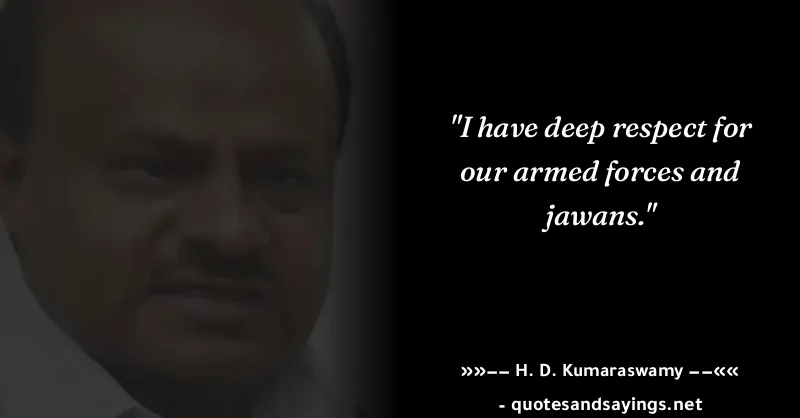 "I have deep respect for
our armed forces and
jawans."
»»–– H. D. Kumaraswamy ––««
- quotesandsayings.net